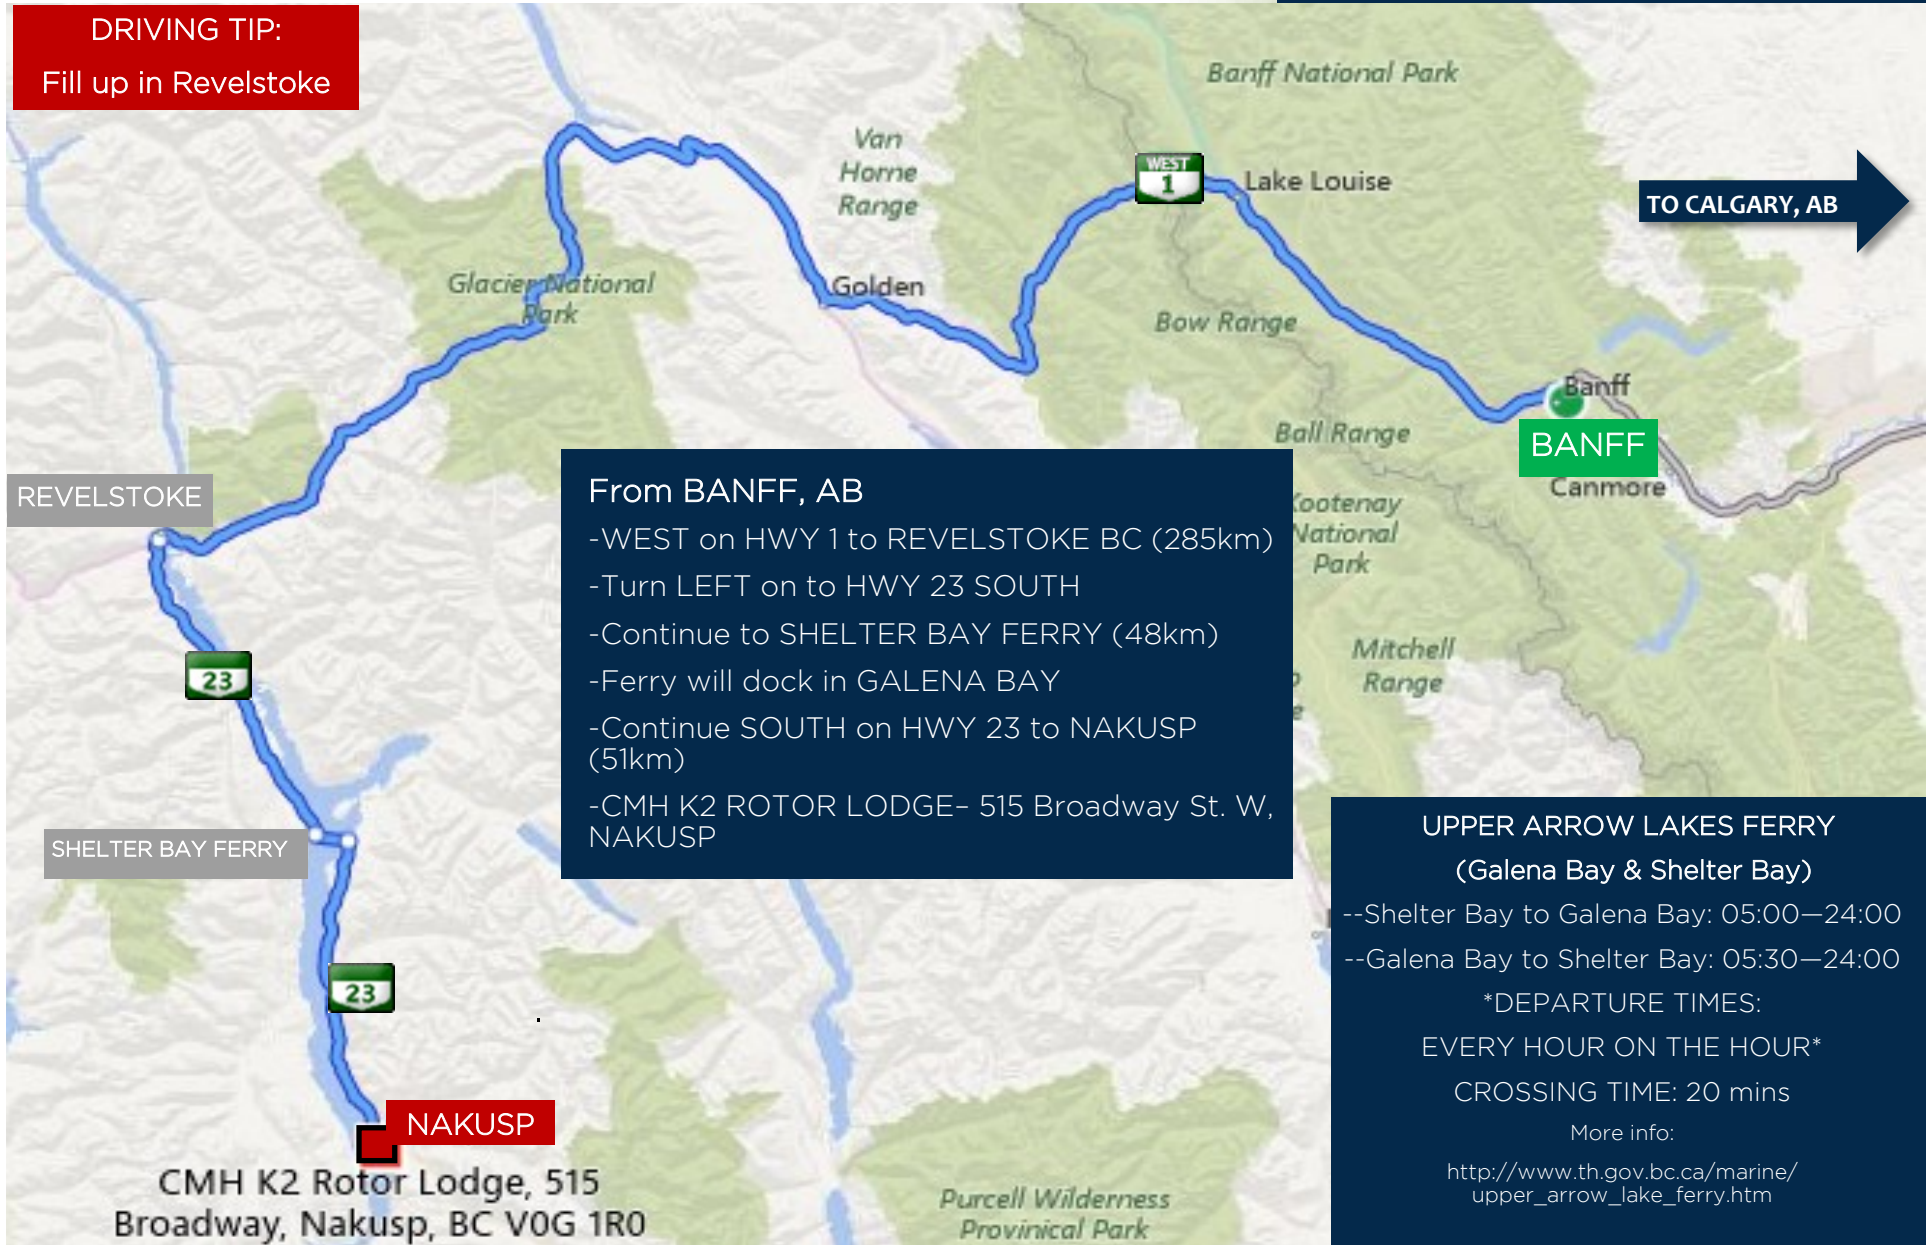 DRIVING TIP:
Fill up in Revelstoke
Banff National Park
Van
Horne
Range
WEST
1
Lake Louise
TO CALGARY, AB
Glacier National
Park
Golden
Bow Range
Banff
BANFF
Ball Range
Canmore
REVELSTOKE
From BANFF, AB
-WEST on HWY 1 to REVELSTOKE BC (285km)
-Turn LEFT on to HWY 23 SOUTH
-Continue to SHELTER BAY FERRY (48km)
-Ferry will dock in GALENA BAY
-Continue SOUTH on HWY 23 to NAKUSP
(51km)
-CMH K2 ROTOR LODGE– 515 Broadway St. W,
NAKUSP
Kootenay
National
Park
Mitchell
Range
23
SHELTER BAY FERRY
23
NAKUSP
CMH K2 Rotor Lodge, 515
Broadway, Nakusp, BC V0G 1R0
UPPER ARROW LAKES FERRY
(Galena Bay & Shelter Bay)
--Shelter Bay to Galena Bay: 05:00—24:00
--Galena Bay to Shelter Bay: 05:30—24:00
*DEPARTURE TIMES:
EVERY HOUR ON THE HOUR*
CROSSING TIME: 20 mins
More info:
http://www.th.gov.bc.ca/marine/
upper_arrow_lake_ferry.htm
Purcell Wilderness
Provinical Park